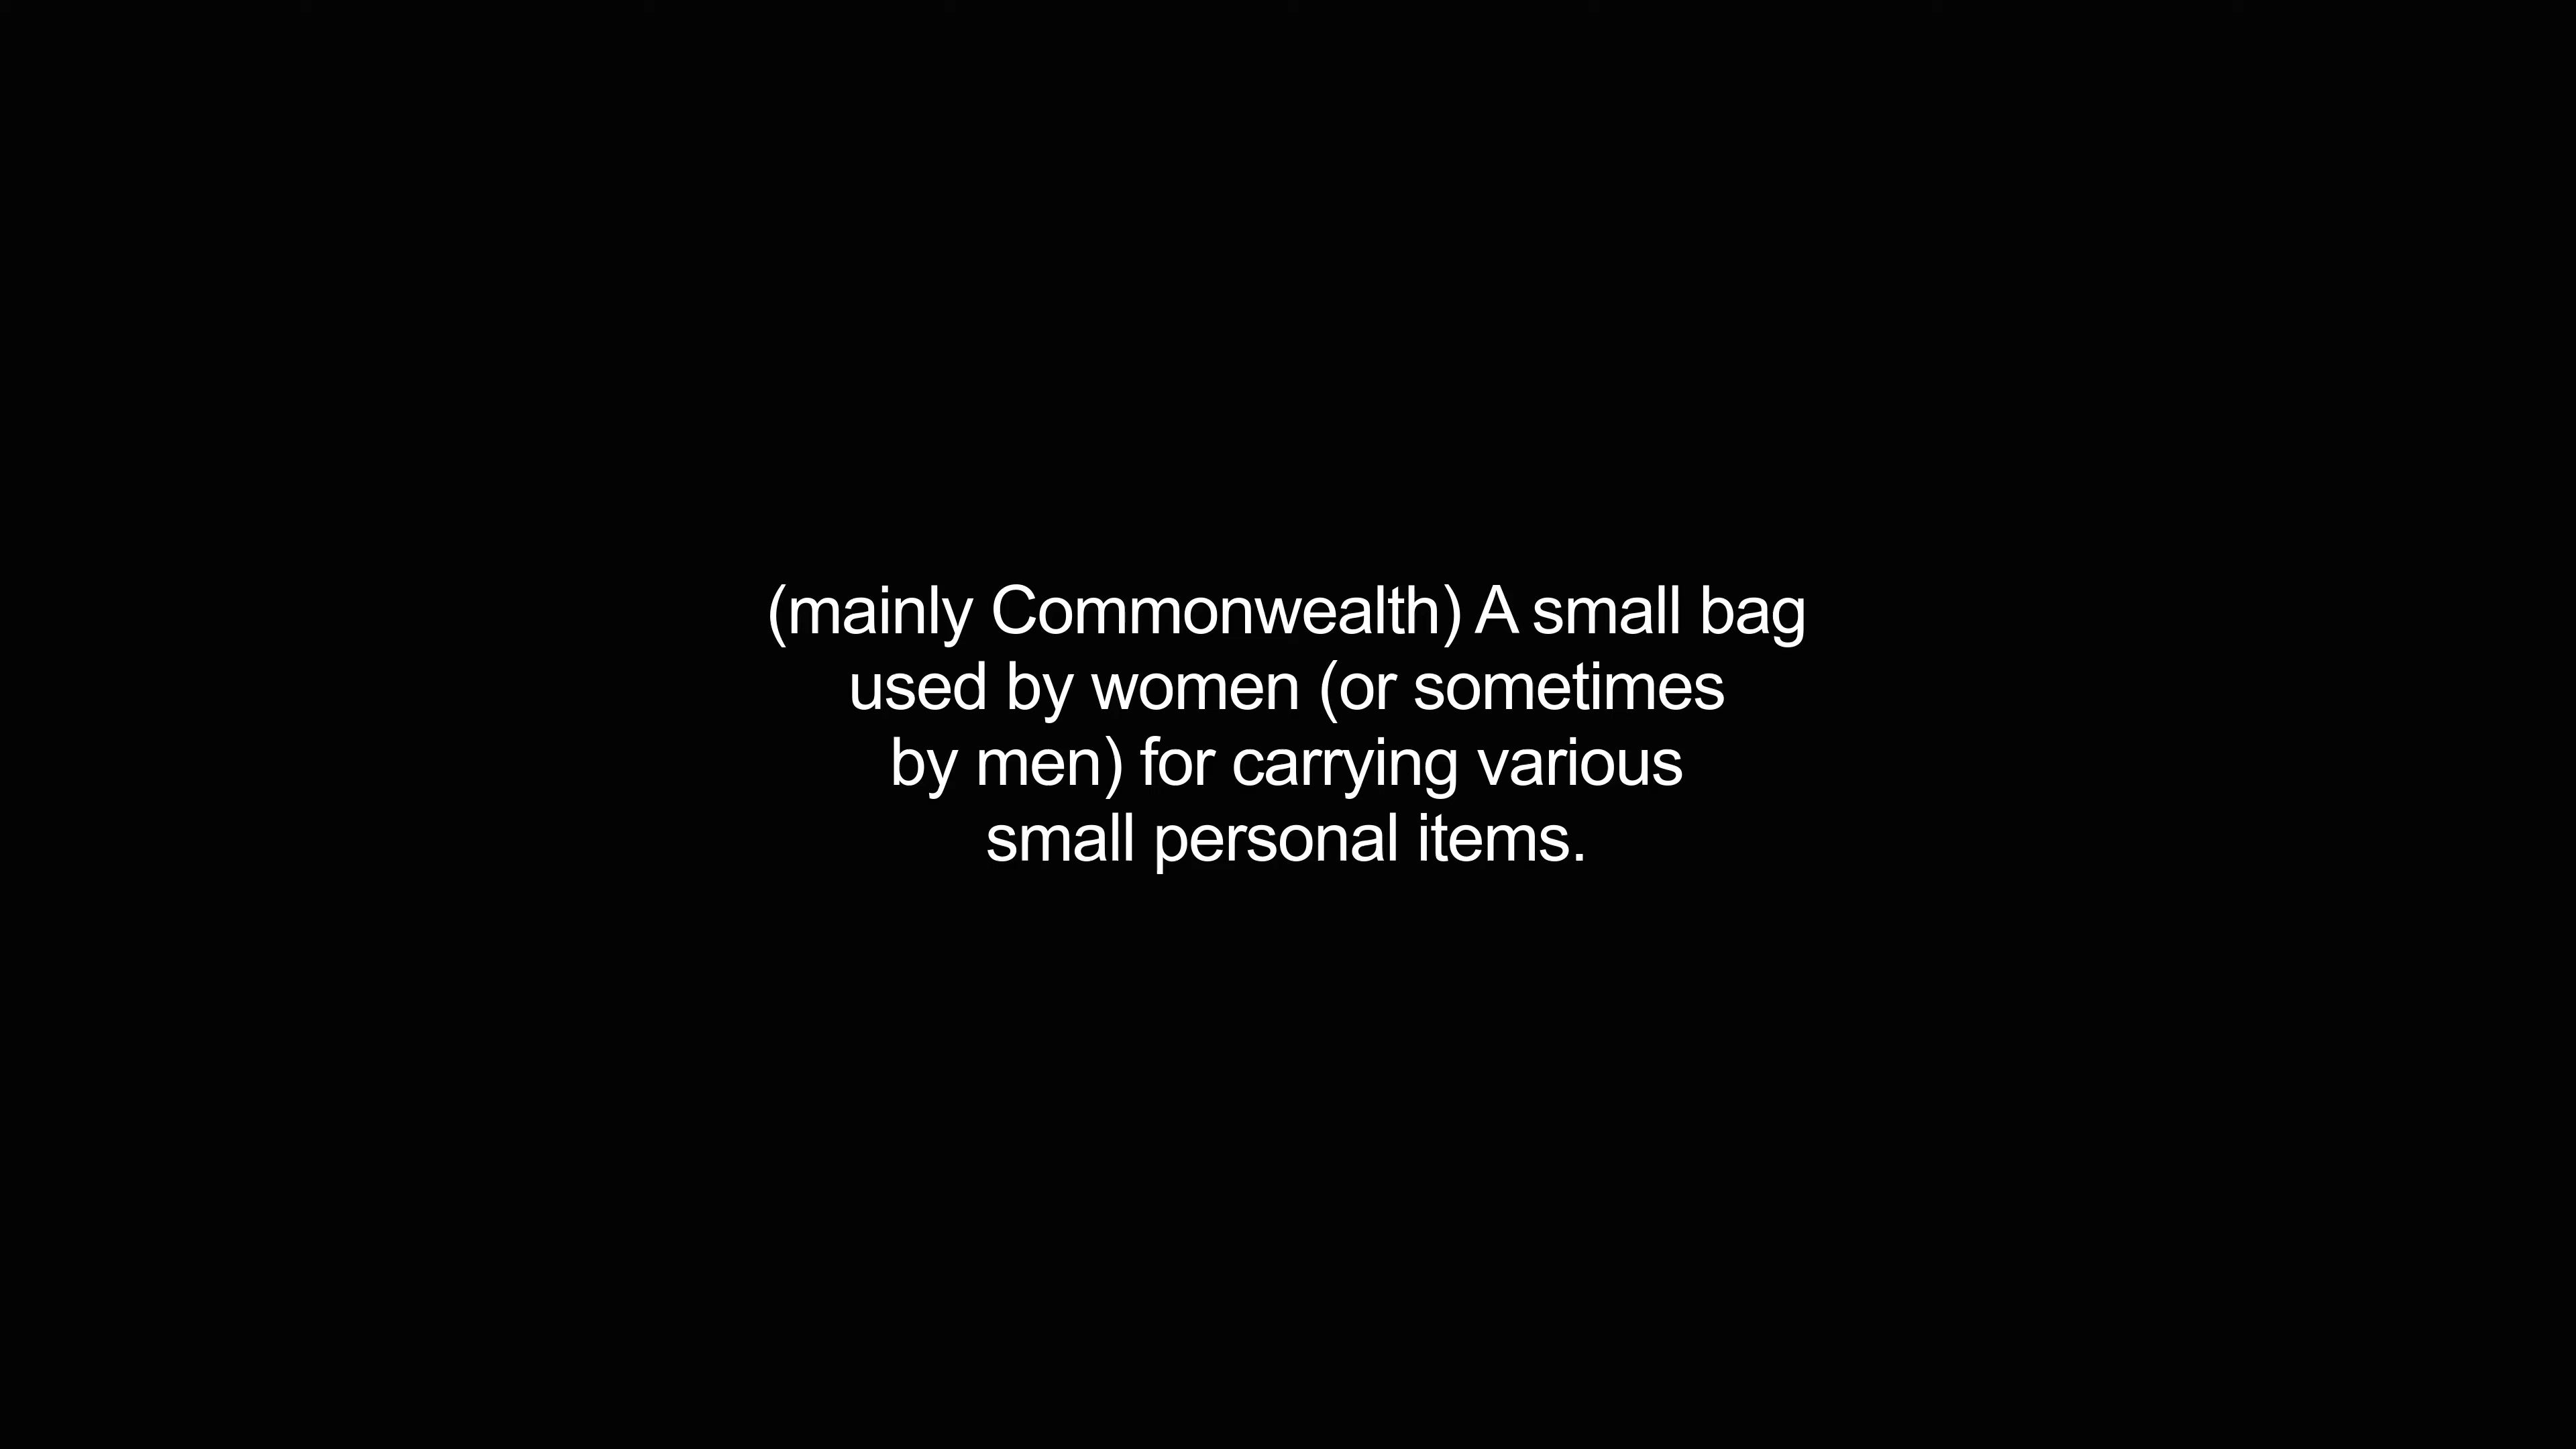 (mainly Commonwealth) A small bag
used by women (or sometimes
by men) for carrying various
small personal items.